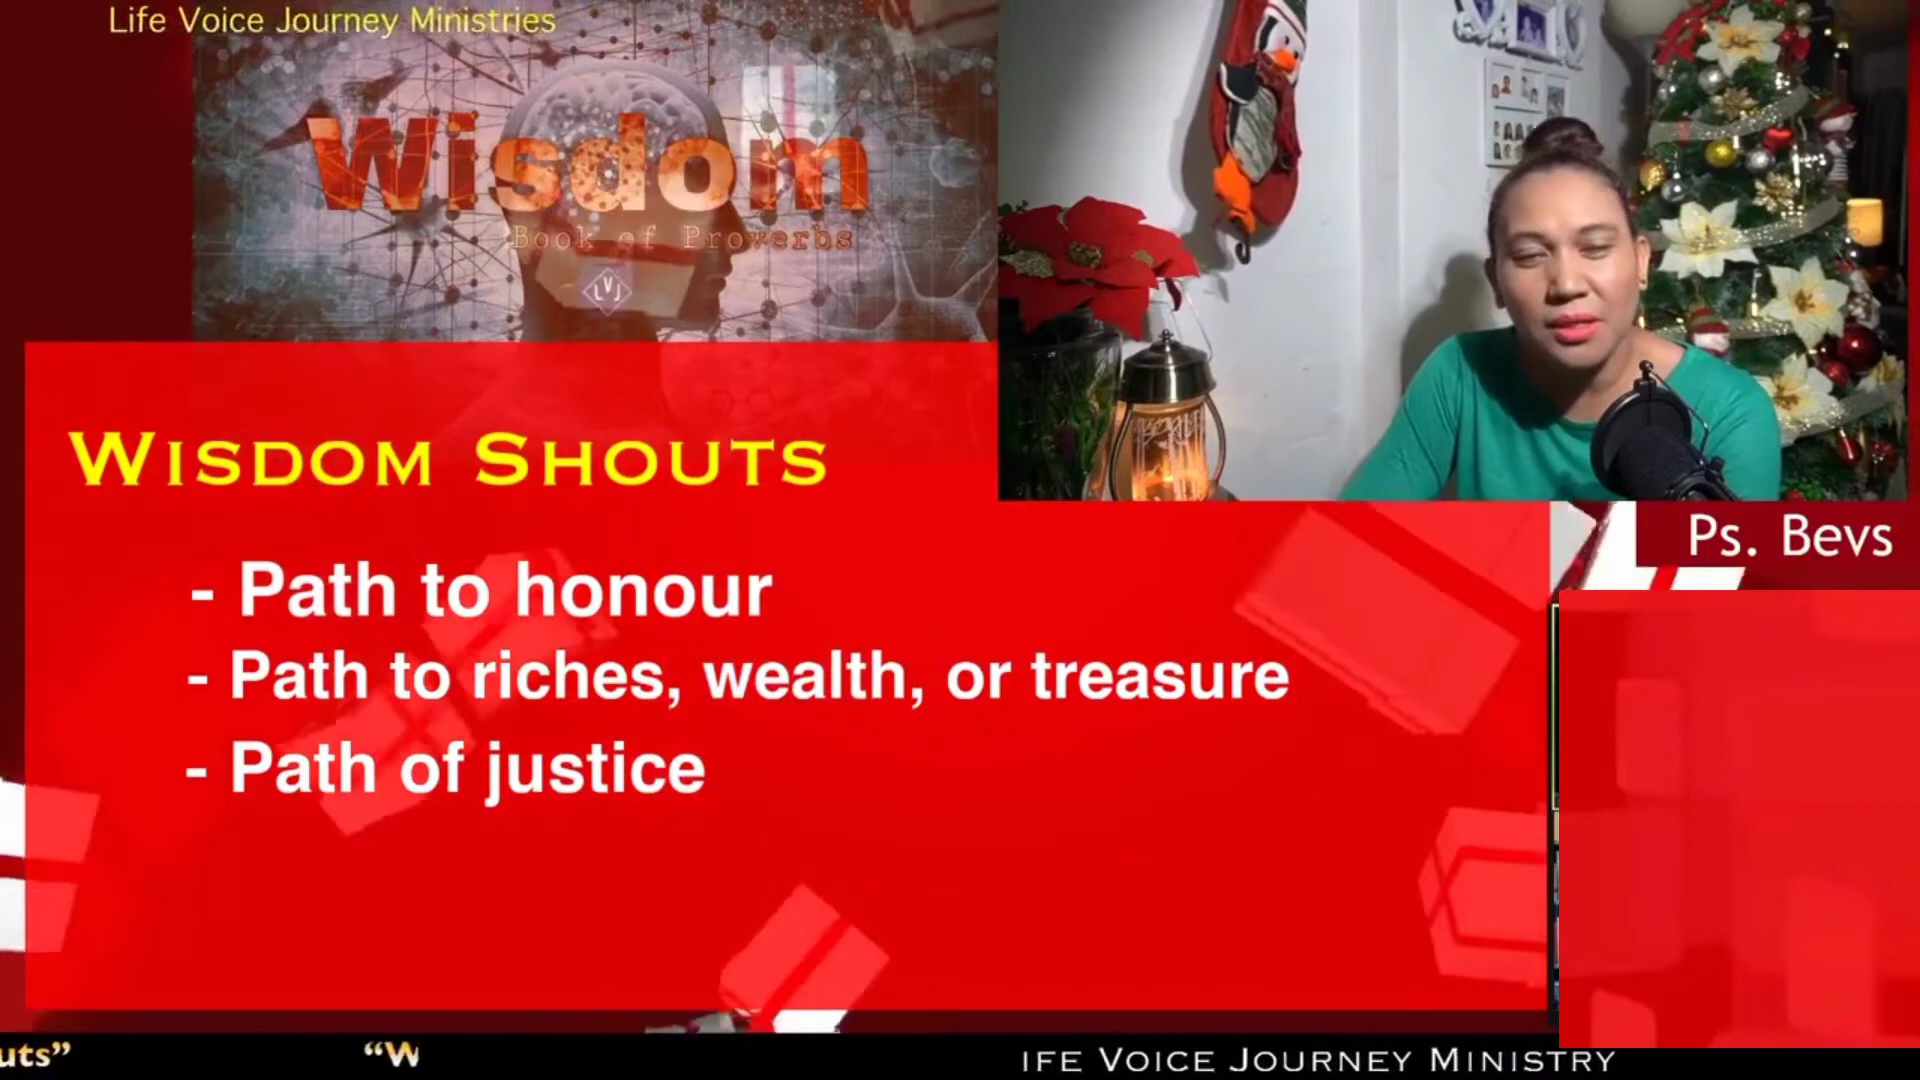 Life Voice Journey Ministries
Wisdom
Book of Proverbs
LVJ
WISDOM SHOUTS
- Path to honour
- Path to riches, wealth, or treasure
- Path of justice
Ps. Bevs
uts” “W IFE VOICE JOURNEY MINISTRY